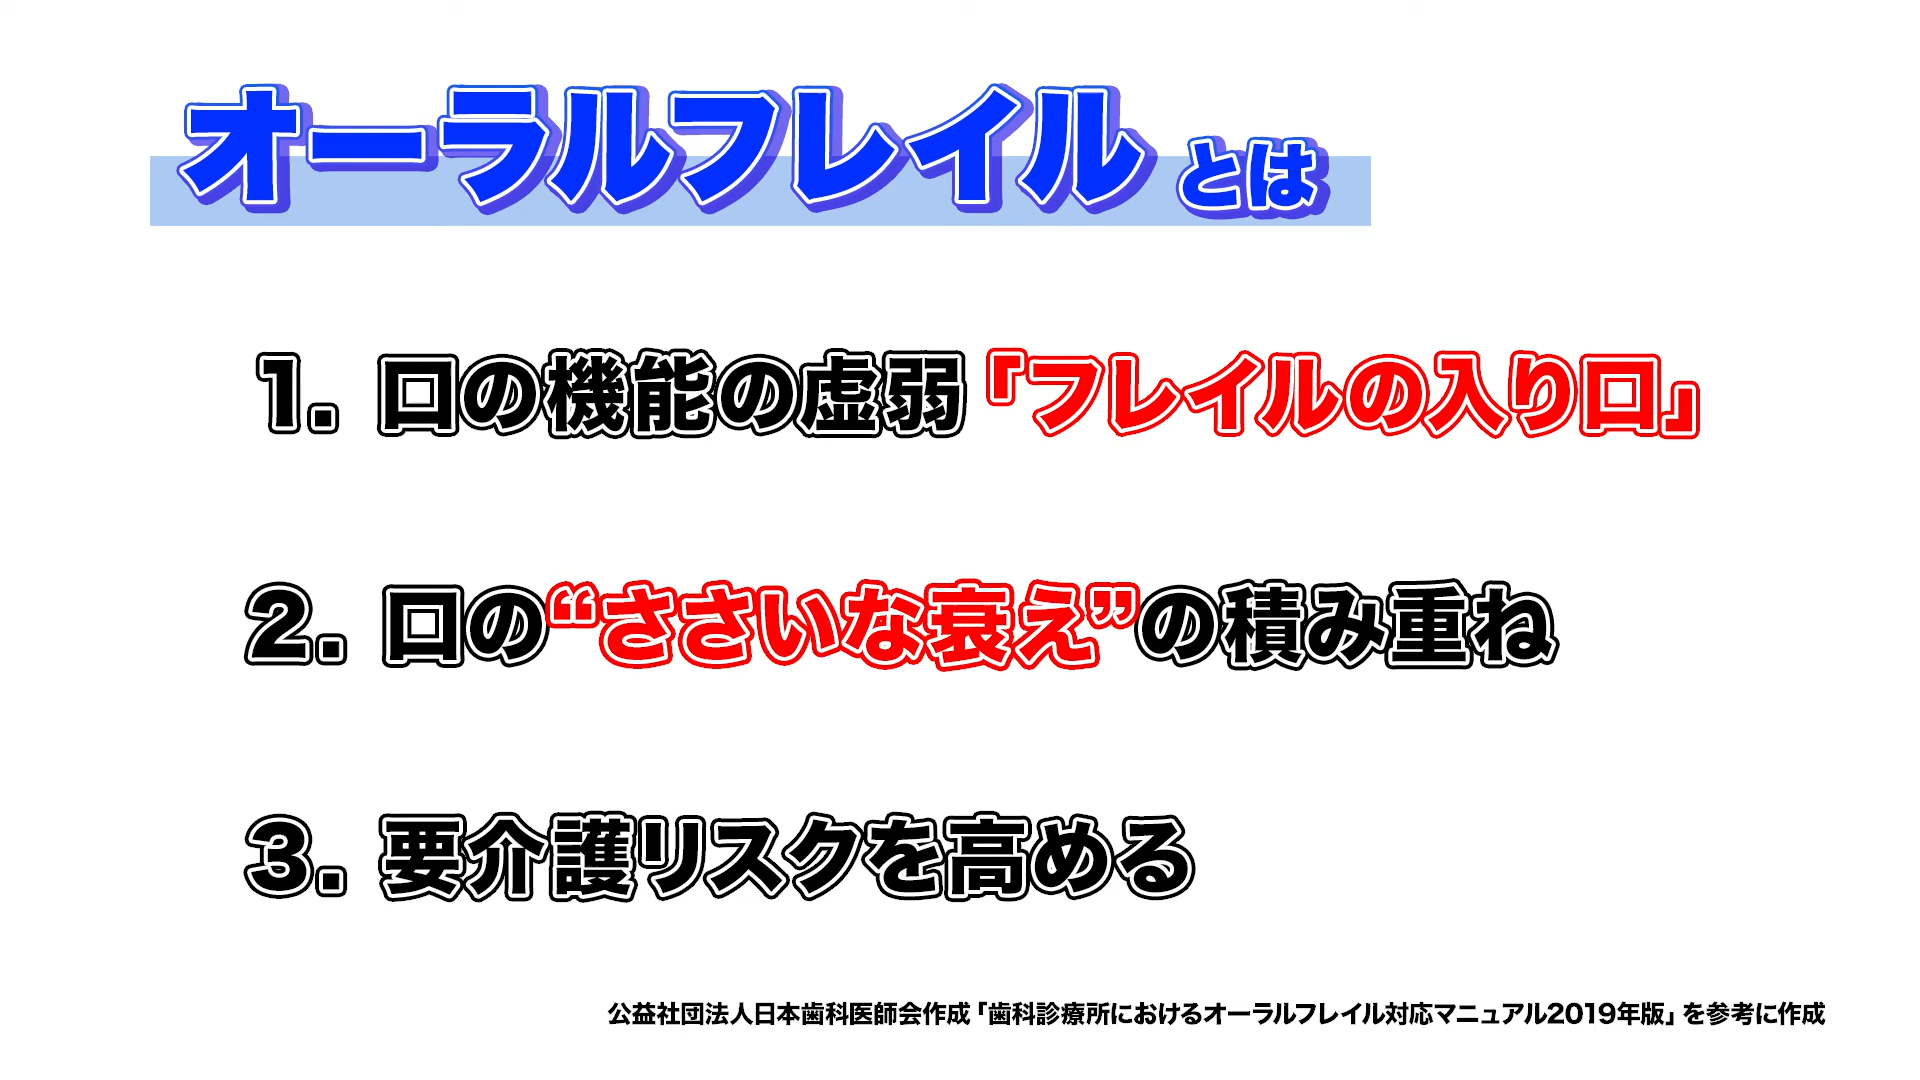 オーラルフレイルとは
1. 口の機能の虚弱「フレイルの入り口」
2. 口の“ささいな衰え”の積み重ね
3. 要介護リスクを高める
公益社団法人日本歯科医師会作成「歯科診療所におけるオーラルフレイル対応マニュアル2019年版」を参考に作成